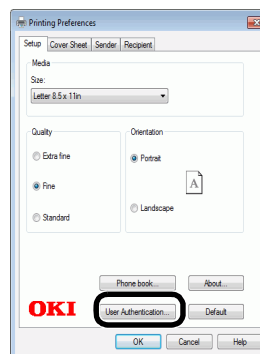 Printing Preferences
Setup Cover Sheet Sender Recipient
Media
Size:
Letter 8.5 x 11in
Quality
Extra fine
Fine
Standard
Orientation
Portrait
A
Landscape
Phone book... About...
OKI User Authentication... Default
OK Cancel Help